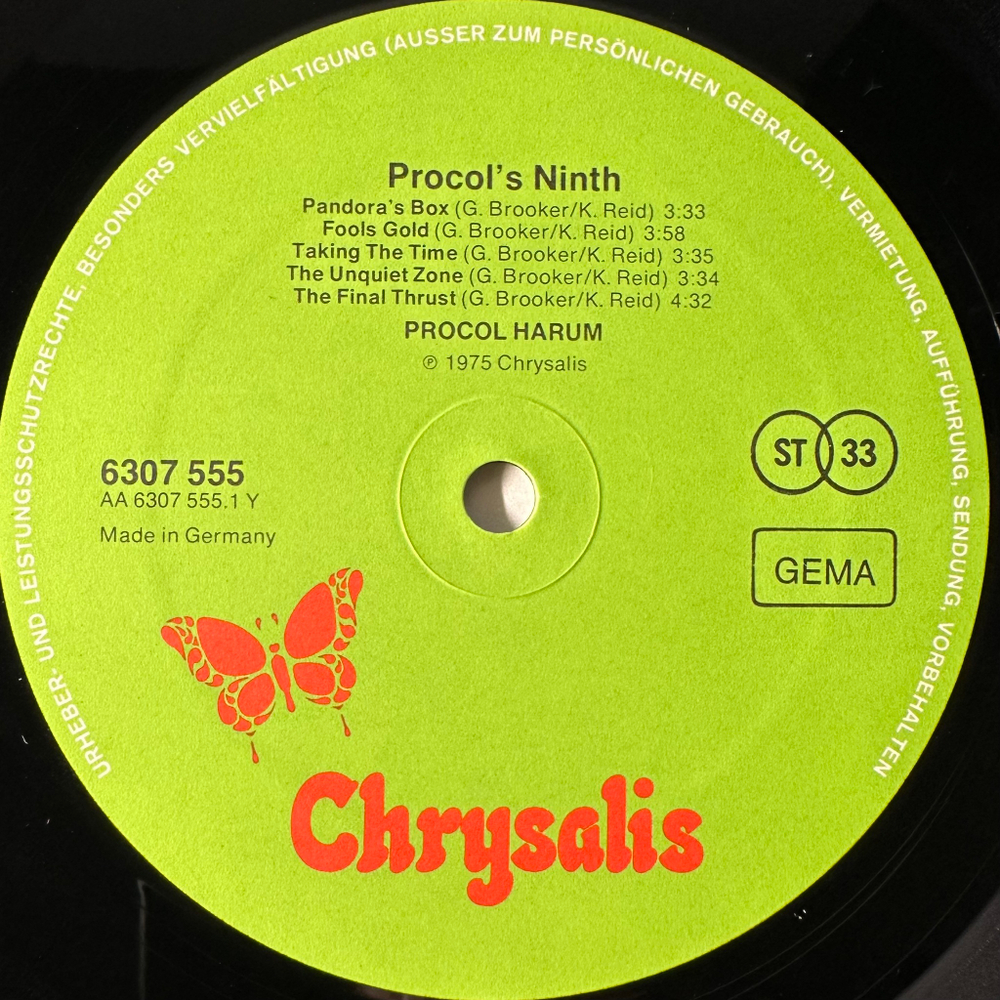 URHEBER- UND LEISTUNGSSCHUTZRECHTE, BESONDERS VERVIELFÄLTIGUNG (AUSSER ZUM PERSÖNLICHEN GEBRAUCH), VERMIETUNG, AUFFÜHRUNG, SENDUNG, VORBEHALTEN
Procol's Ninth
Pandora's Box (G. Brooker/K. Reid) 3:33
Fools Gold (G. Brooker/K. Reid) 3:58
Taking The Time (G. Brooker/K. Reid) 3:35
The Unquiet Zone (G. Brooker/K. Reid) 3:34
The Final Thrust (G. Brooker/K. Reid) 4:32
PROCOL HARUM
℗ 1975 Chrysalis
6307 555
AA 6307 555.1 Y
Made in Germany
ST 33
GEMA
Chrysalis